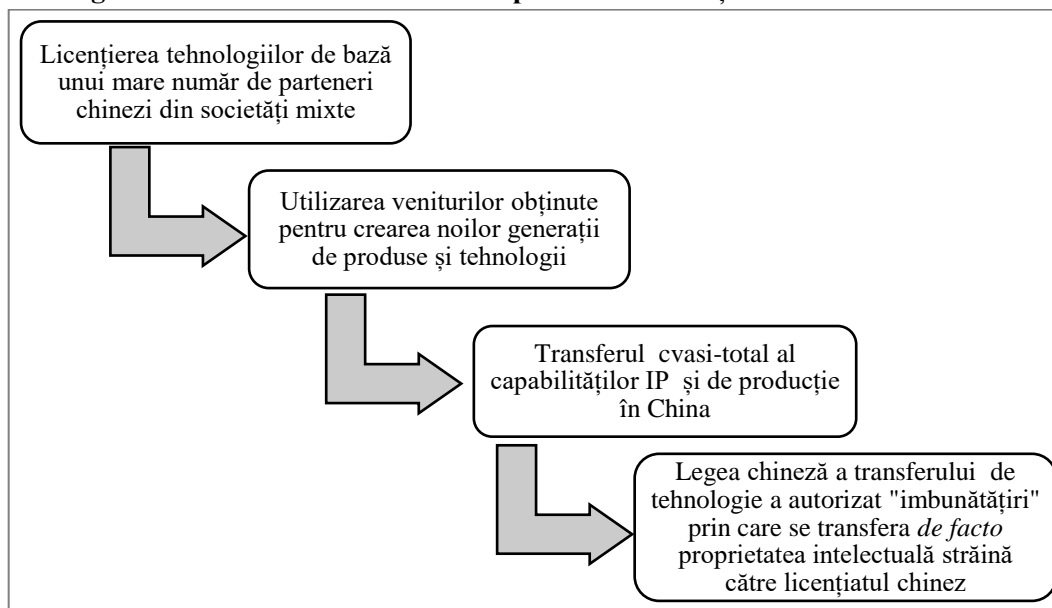 Licențierea tehnologiilor de bază
unui mare număr de parteneri
chinezi din societăți mixte
Utilizarea veniturilor obținute
pentru crearea noilor generații
de produse și tehnologii
Transferul cvasi-total al
capabilităților IP și de producție
în China
Legea chineză a transferului de
tehnologie a autorizat "imbunătățiri"
prin care se transfera de facto
proprietatea intelectuală străină
către licențiatul chinez